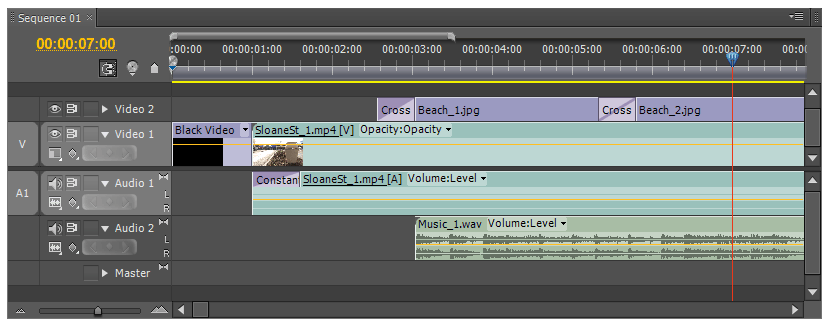 Sequence 01 ×
00:00:07:00
:00:00 00:00:01:00 00:00:02:00 00:00:03:00 00:00:04:00 00:00:05:00 00:00:06:00 00:00:07:00 00:00
Video 2 Cross Beach_1.jpg Cross Beach_2.jpg
V Video 1 Black Video SloaneSt_1.mp4 [V] Opacity:Opacity
A1 Audio 1 L R Constant SloaneSt_1.mp4 [A] Volume:Level
Audio 2 L R Music_1.wav Volume:Level
Master